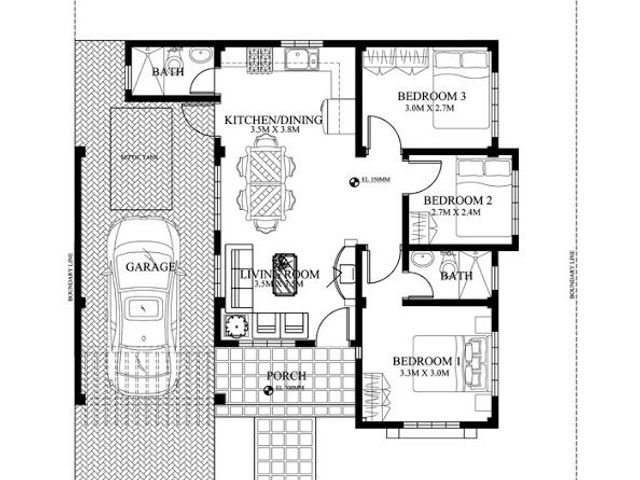 BATH
BEDROOM 3
3.0M X 2.7M
KITCHEN/DINING
3.5M X 3.8M
SEPTIC TANK
EL 350MM
BEDROOM 2
2.7M X 2.4M
GARAGE
LIVING ROOM
3.5M X
BATH
BOUNDARY LINE
BOUNDARY LINE
BEDROOM 1
3.3M X 3.0M
PORCH
EL 300MM